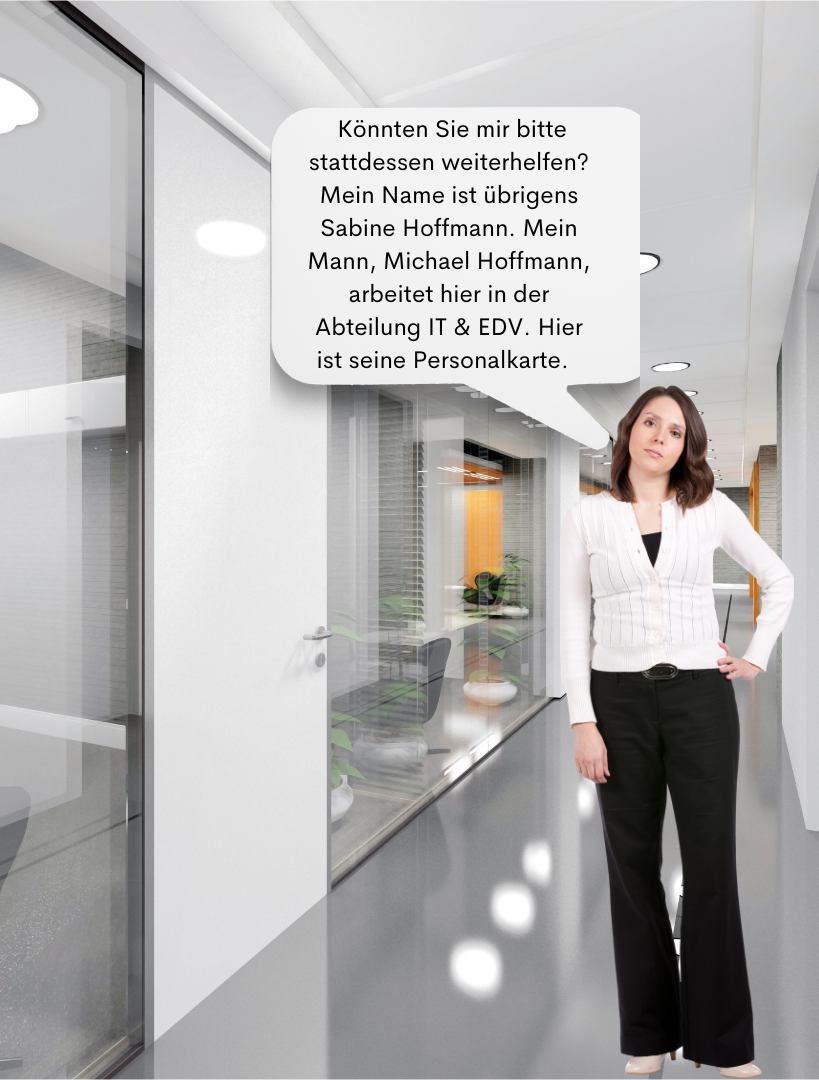 Könnten Sie mir bitte
stattdessen weiterhelfen?
Mein Name ist übrigens
Sabine Hoffmann. Mein
Mann, Michael Hoffmann,
arbeitet hier in der
Abteilung IT & EDV. Hier
ist seine Personalkarte.